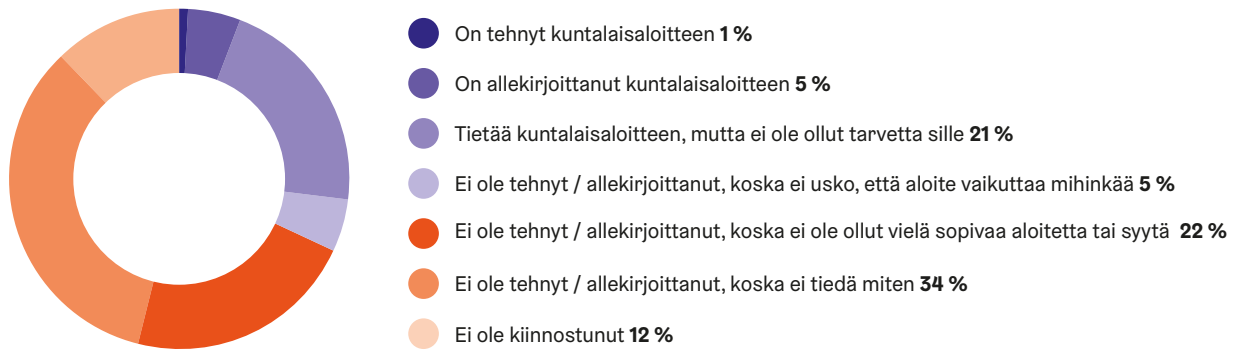 On tehnyt kuntalaisaloitteen 1 %
On allekirjoittanut kuntalaisaloitteen 5 %
Tietää kuntalaisaloitteen, mutta ei ole ollut tarvetta sille 21 %
Ei ole tehnyt / allekirjoittanut, koska ei usko, että aloite vaikuttaa mihinkää 5 %
Ei ole tehnyt / allekirjoittanut, koska ei ole ollut vielä sopivaa aloitetta tai syytä 22 %
Ei ole tehnyt / allekirjoittanut, koska ei tiedä miten 34 %
Ei ole kiinnostunut 12 %